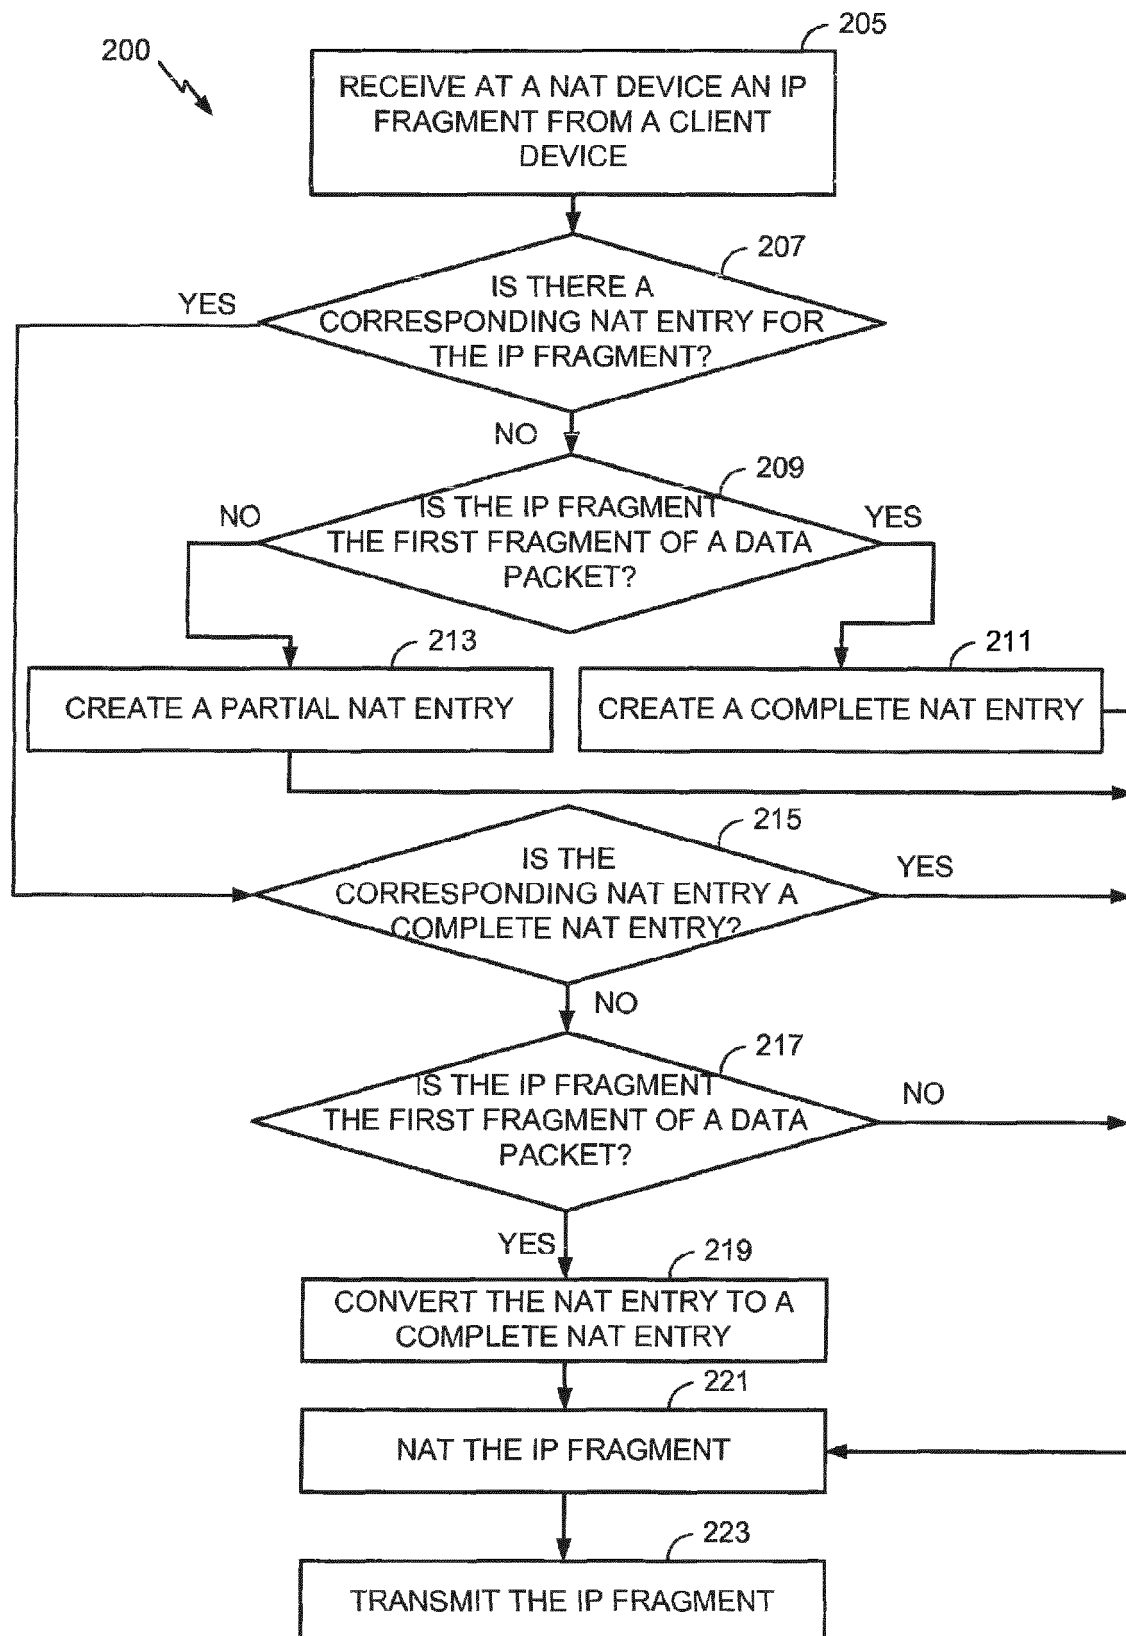 200
205
RECEIVE AT A NAT DEVICE AN IP
FRAGMENT FROM A CLIENT
DEVICE
207
YES
IS THERE A
CORRESPONDING NAT ENTRY FOR
THE IP FRAGMENT?
NO
209
NO
IS THE IP FRAGMENT
THE FIRST FRAGMENT OF A DATA
PACKET?
YES
213
211
CREATE A PARTIAL NAT ENTRY
CREATE A COMPLETE NAT ENTRY
215
IS THE
CORRESPONDING NAT ENTRY A
COMPLETE NAT ENTRY?
YES
NO
217
IS THE IP FRAGMENT
THE FIRST FRAGMENT OF A DATA
PACKET?
NO
YES
219
CONVERT THE NAT ENTRY TO A
COMPLETE NAT ENTRY
221
NAT THE IP FRAGMENT
223
TRANSMIT THE IP FRAGMENT